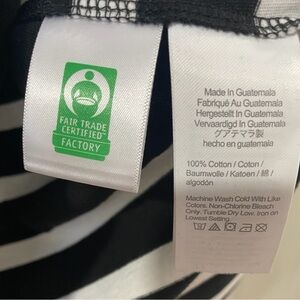 FAIR TRADE
CERTIFIED™
FACTORY
Made In Guatemala
Fabriqué Au Guatemala
Hergestellt In Guatemala
Vervaardigd In Guatemala
グアテマラ製
hecho en guatemala
100% Cotton / Coton /
Baumwolle / Katoen / 綿 /
algodón
Machine Wash Cold With Like
Colors. Non-Chlorine Bleach
Only. Tumble Dry Low. Iron on
Lowest Setting.